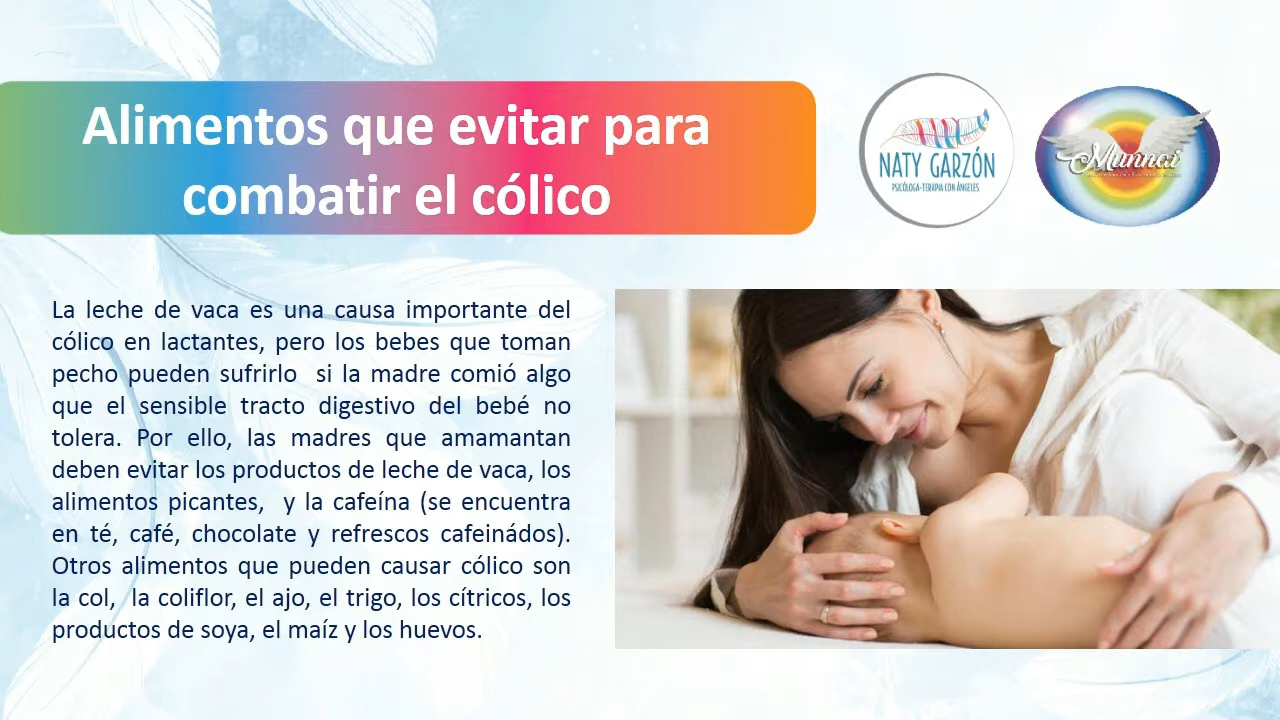 Alimentos que evitar para
combatir el cólico
NATY GARZÓN
PSICÓLOGA-TERAPIA CON ÁNGELES
Munnai
La leche de vaca es una causa importante del
cólico en lactantes, pero los bebes que toman
pecho pueden sufrirlo  si la madre comió algo
que el sensible tracto digestivo del bebé no
tolera. Por ello, las madres que amamantan
deben evitar los productos de leche de vaca, los
alimentos picantes,  y la cafeína (se encuentra
en té, café, chocolate y refrescos cafeinádos).
Otros alimentos que pueden causar cólico son
la col,  la coliflor, el ajo, el trigo, los cítricos, los
productos de soya, el maíz y los huevos.